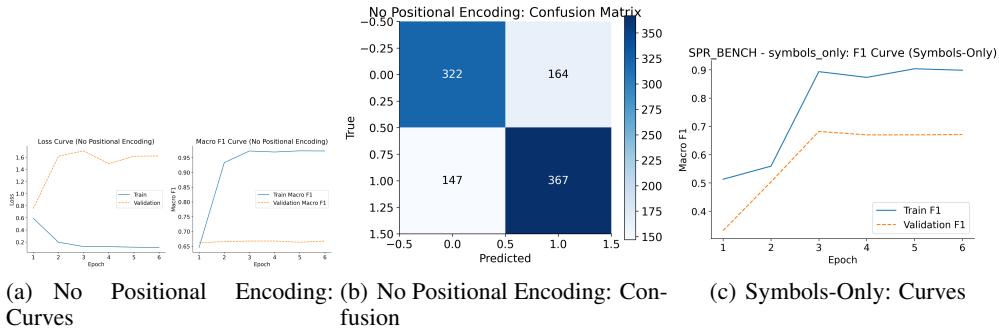 Loss Curve (No Positional Encoding)
1.6
1.4
1.2
1.0
0.8
0.6
0.4
0.2
Loss
1 2 3 4 5 6
Epoch
Train
Validation
Macro F1 Curve (No Positional Encoding)
0.95
0.90
0.85
0.80
0.75
0.70
0.65
Macro F1
1 2 3 4 5 6
Epoch
Train Macro F1
Validation Macro F1
(a) No Positional Encoding:
Curves
No Positional Encoding: Confusion Matrix
−0.50
−0.25
0.00
0.25
0.50
0.75
1.00
1.25
1.50
True
322 164
147 367
−0.5 0.0 0.5 1.0 1.5
Predicted
350
325
300
275
250
225
200
175
150
(b) No Positional Encoding: Con-
fusion
SPR_BENCH - symbols_only: F1 Curve (Symbols-Only)
0.9
0.8
0.7
0.6
0.5
0.4
Macro F1
1 2 3 4 5 6
Epoch
Train F1
Validation F1
(c) Symbols-Only: Curves